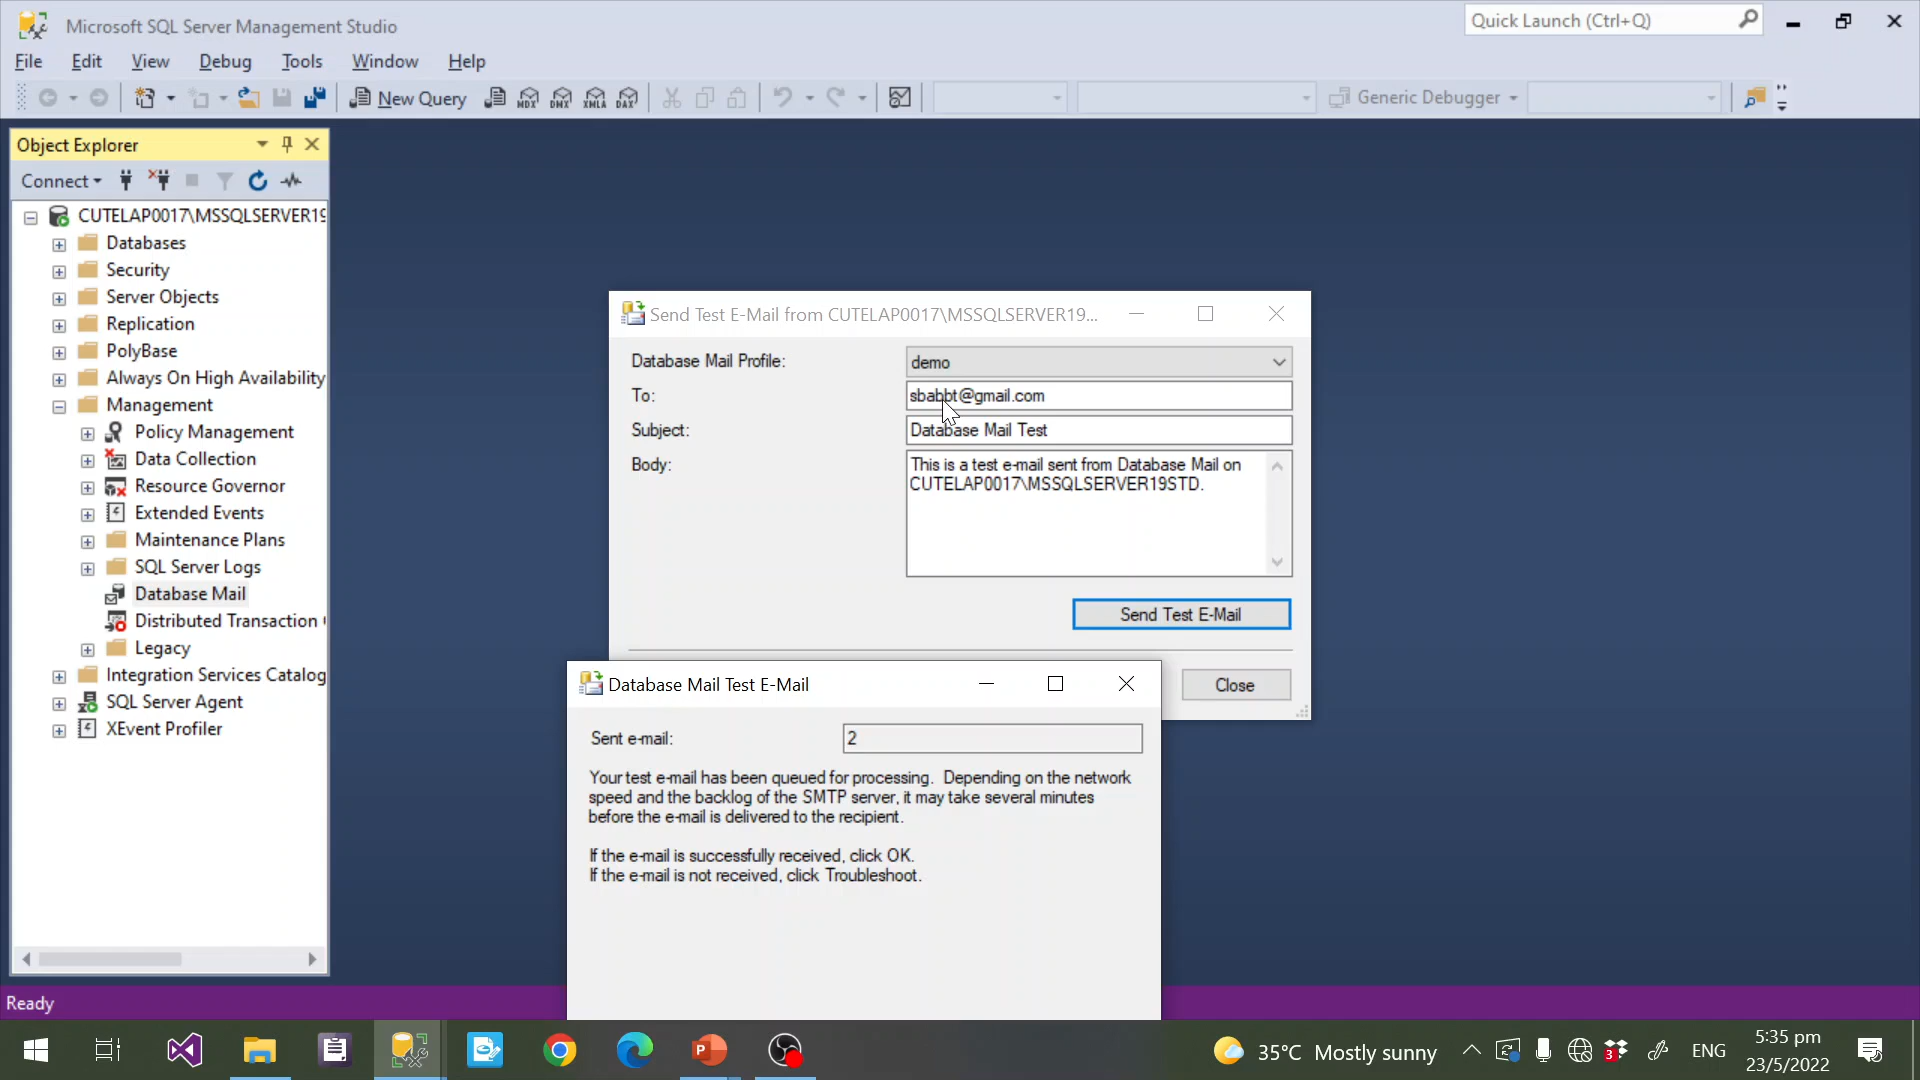 Microsoft SQL Server Management Studio
Quick Launch (Ctrl+Q)
File Edit View Debug Tools Window Help
New Query MDX DMX XMLA DAX Generic Debugger
Object Explorer
Connect
CUTELAP0017\MSSQLSERVER19
Databases
Security
Server Objects
Replication
PolyBase
Always On High Availability
Management
Policy Management
Data Collection
Resource Governor
Extended Events
Maintenance Plans
SQL Server Logs
Database Mail
Distributed Transaction
Legacy
Integration Services Catalog
SQL Server Agent
XEvent Profiler
Send Test E-Mail from CUTELAP0017\MSSQLSERVER19...
Database Mail Profile: demo
To: sbabbt@gmail.com
Subject: Database Mail Test
Body: This is a test e-mail sent from Database Mail on
CUTELAP0017\MSSQLSERVER19STD.
Send Test E-Mail
Close
Database Mail Test E-Mail
Sent e-mail: 2
Your test e-mail has been queued for processing. Depending on the network
speed and the backlog of the SMTP server, it may take several minutes
before the e-mail is delivered to the recipient.
If the e-mail is successfully received, click OK.
If the e-mail is not received, click Troubleshoot.
Ready
35°C Mostly sunny
3
ENG
5:35 pm
23/5/2022